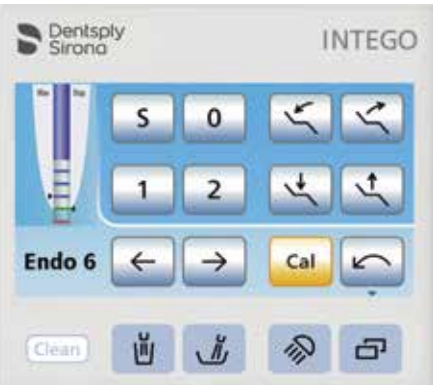 Dentsply
Sirona
INTEGO
S 0
1 2
Endo 6
Cal
Clean